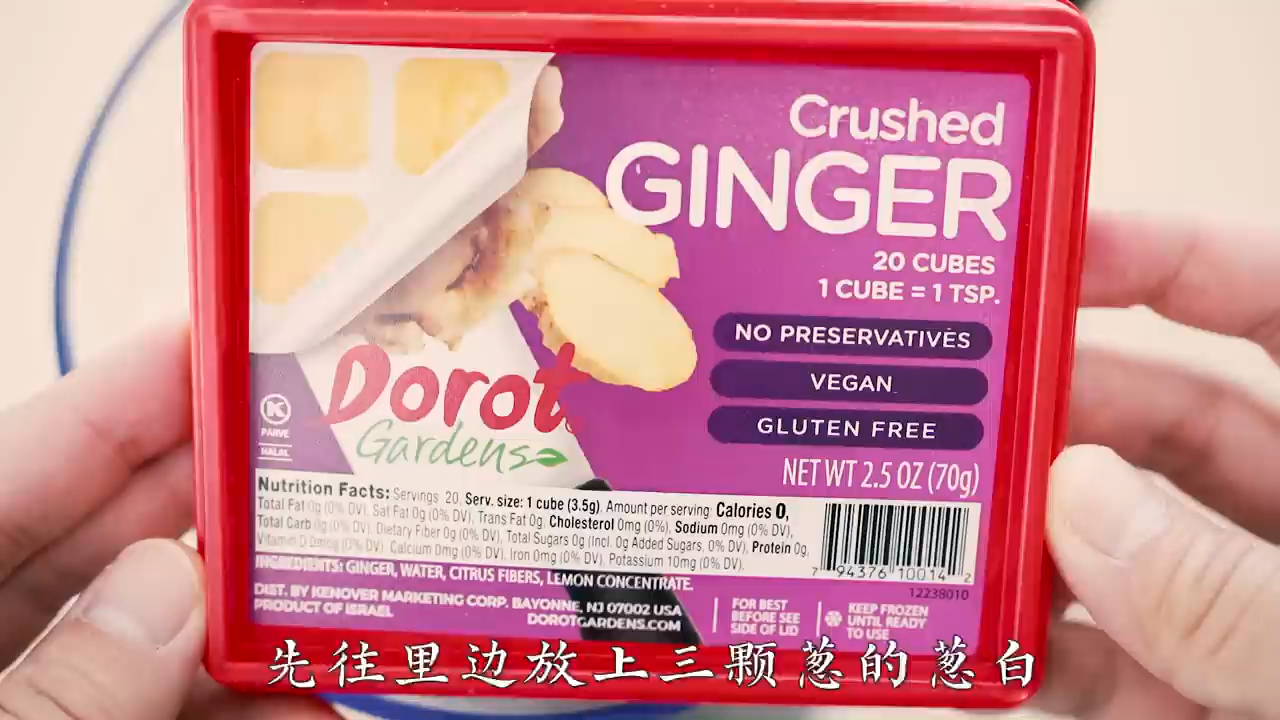 Crushed
GINGER
20 CUBES
1 CUBE = 1 TSP.
NO PRESERVATIVES
VEGAN
GLUTEN FREE
NET WT 2.5 OZ (70g)
Dorot
Gardens
K
PARVE
HALAL
Nutrition Facts: Servings 20, Serv. size: 1 cube (3.5g), Amount per serving: Calories 0,
Total Fat 0g (0% DV), Sat Fat 0g (0% DV), Trans Fat 0g, Cholesterol 0mg (0%), Sodium 0mg (0% DV),
Total Carb 0g (0% DV), Dietary Fiber 0g (0% DV), Total Sugars 0g (Incl. 0g Added Sugars, 0% DV), Protein 0g,
Vitamin D 0mcg (0% DV), Calcium 0mg (0% DV), Iron 0mg (0% DV), Potassium 10mg (0% DV).
INGREDIENTS: GINGER, WATER, CITRUS FIBERS, LEMON CONCENTRATE.
DIST. BY KENOVER MARKETING CORP. BAYONNE, NJ 07002 USA
PRODUCT OF ISRAEL
DOROTGARDENS.COM
7 94376 10014 2
12238010
FOR BEST
BEFORE SEE
SIDE OF LID
KEEP FROZEN
UNTIL READY
TO USE
先往里边放上三颗葱的葱白